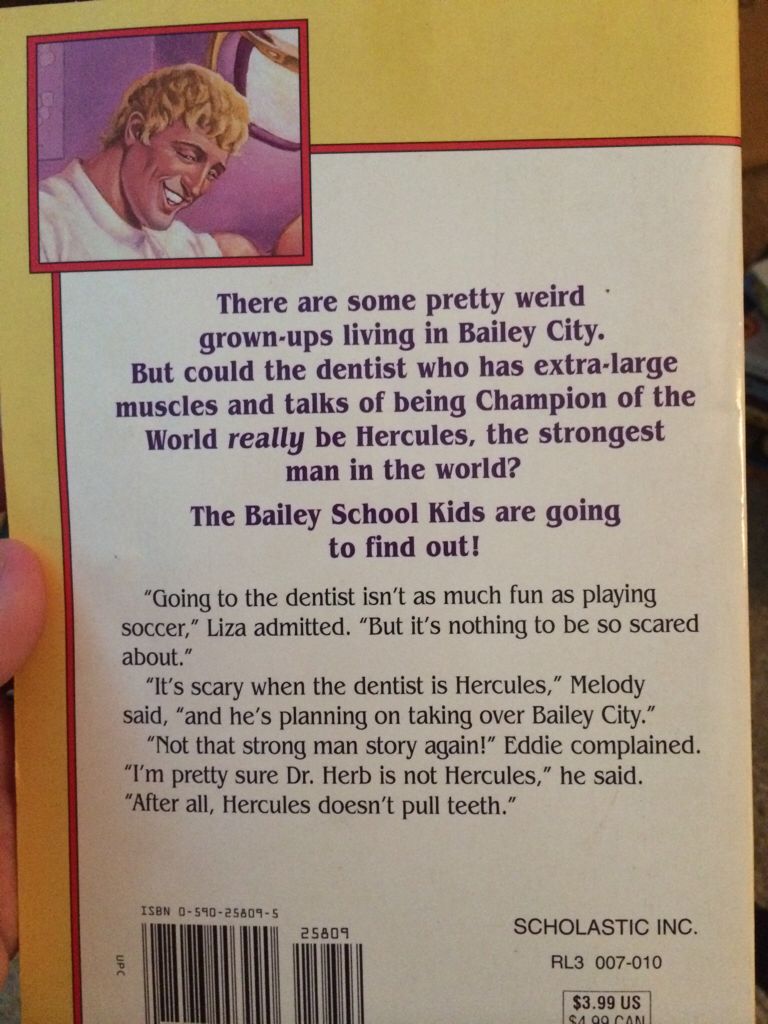 There are some pretty weird
grown-ups living in Bailey City.
But could the dentist who has extra-large
muscles and talks of being Champion of the
World really be Hercules, the strongest
man in the world?
The Bailey School Kids are going
to find out!
“Going to the dentist isn’t as much fun as playing
soccer,” Liza admitted. “But it’s nothing to be so scared
about.”
“It’s scary when the dentist is Hercules,” Melody
said, “and he’s planning on taking over Bailey City.”
“Not that strong man story again!” Eddie complained.
“I’m pretty sure Dr. Herb is not Hercules,” he said.
“After all, Hercules doesn’t pull teeth.”
ISBN 0-590-25809-5
25809
UPC
SCHOLASTIC INC.
RL3 007-010
$3.99 US
$4.99 CAN